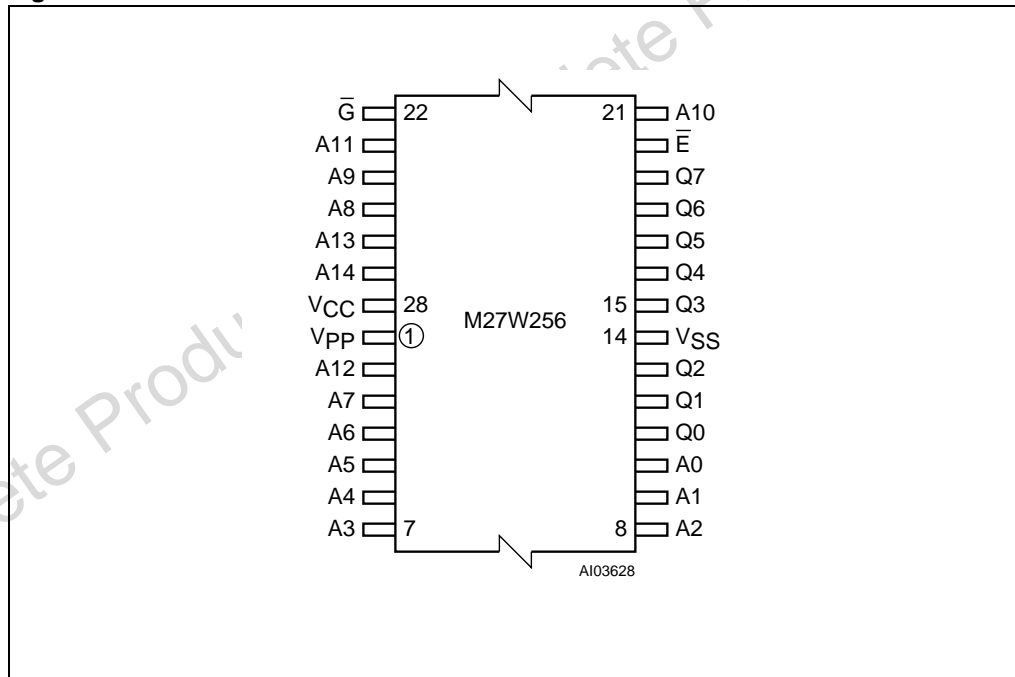 G̅ 22 21 A10
A11 E̅
A9 Q7
A8 Q6
A13 Q5
A14 Q4
VCC 28 15 Q3
M27W256
VPP 1 14 VSS
A12 Q2
A7 Q1
A6 Q0
A5 A0
A4 A1
A3 7 8 A2
AI03628